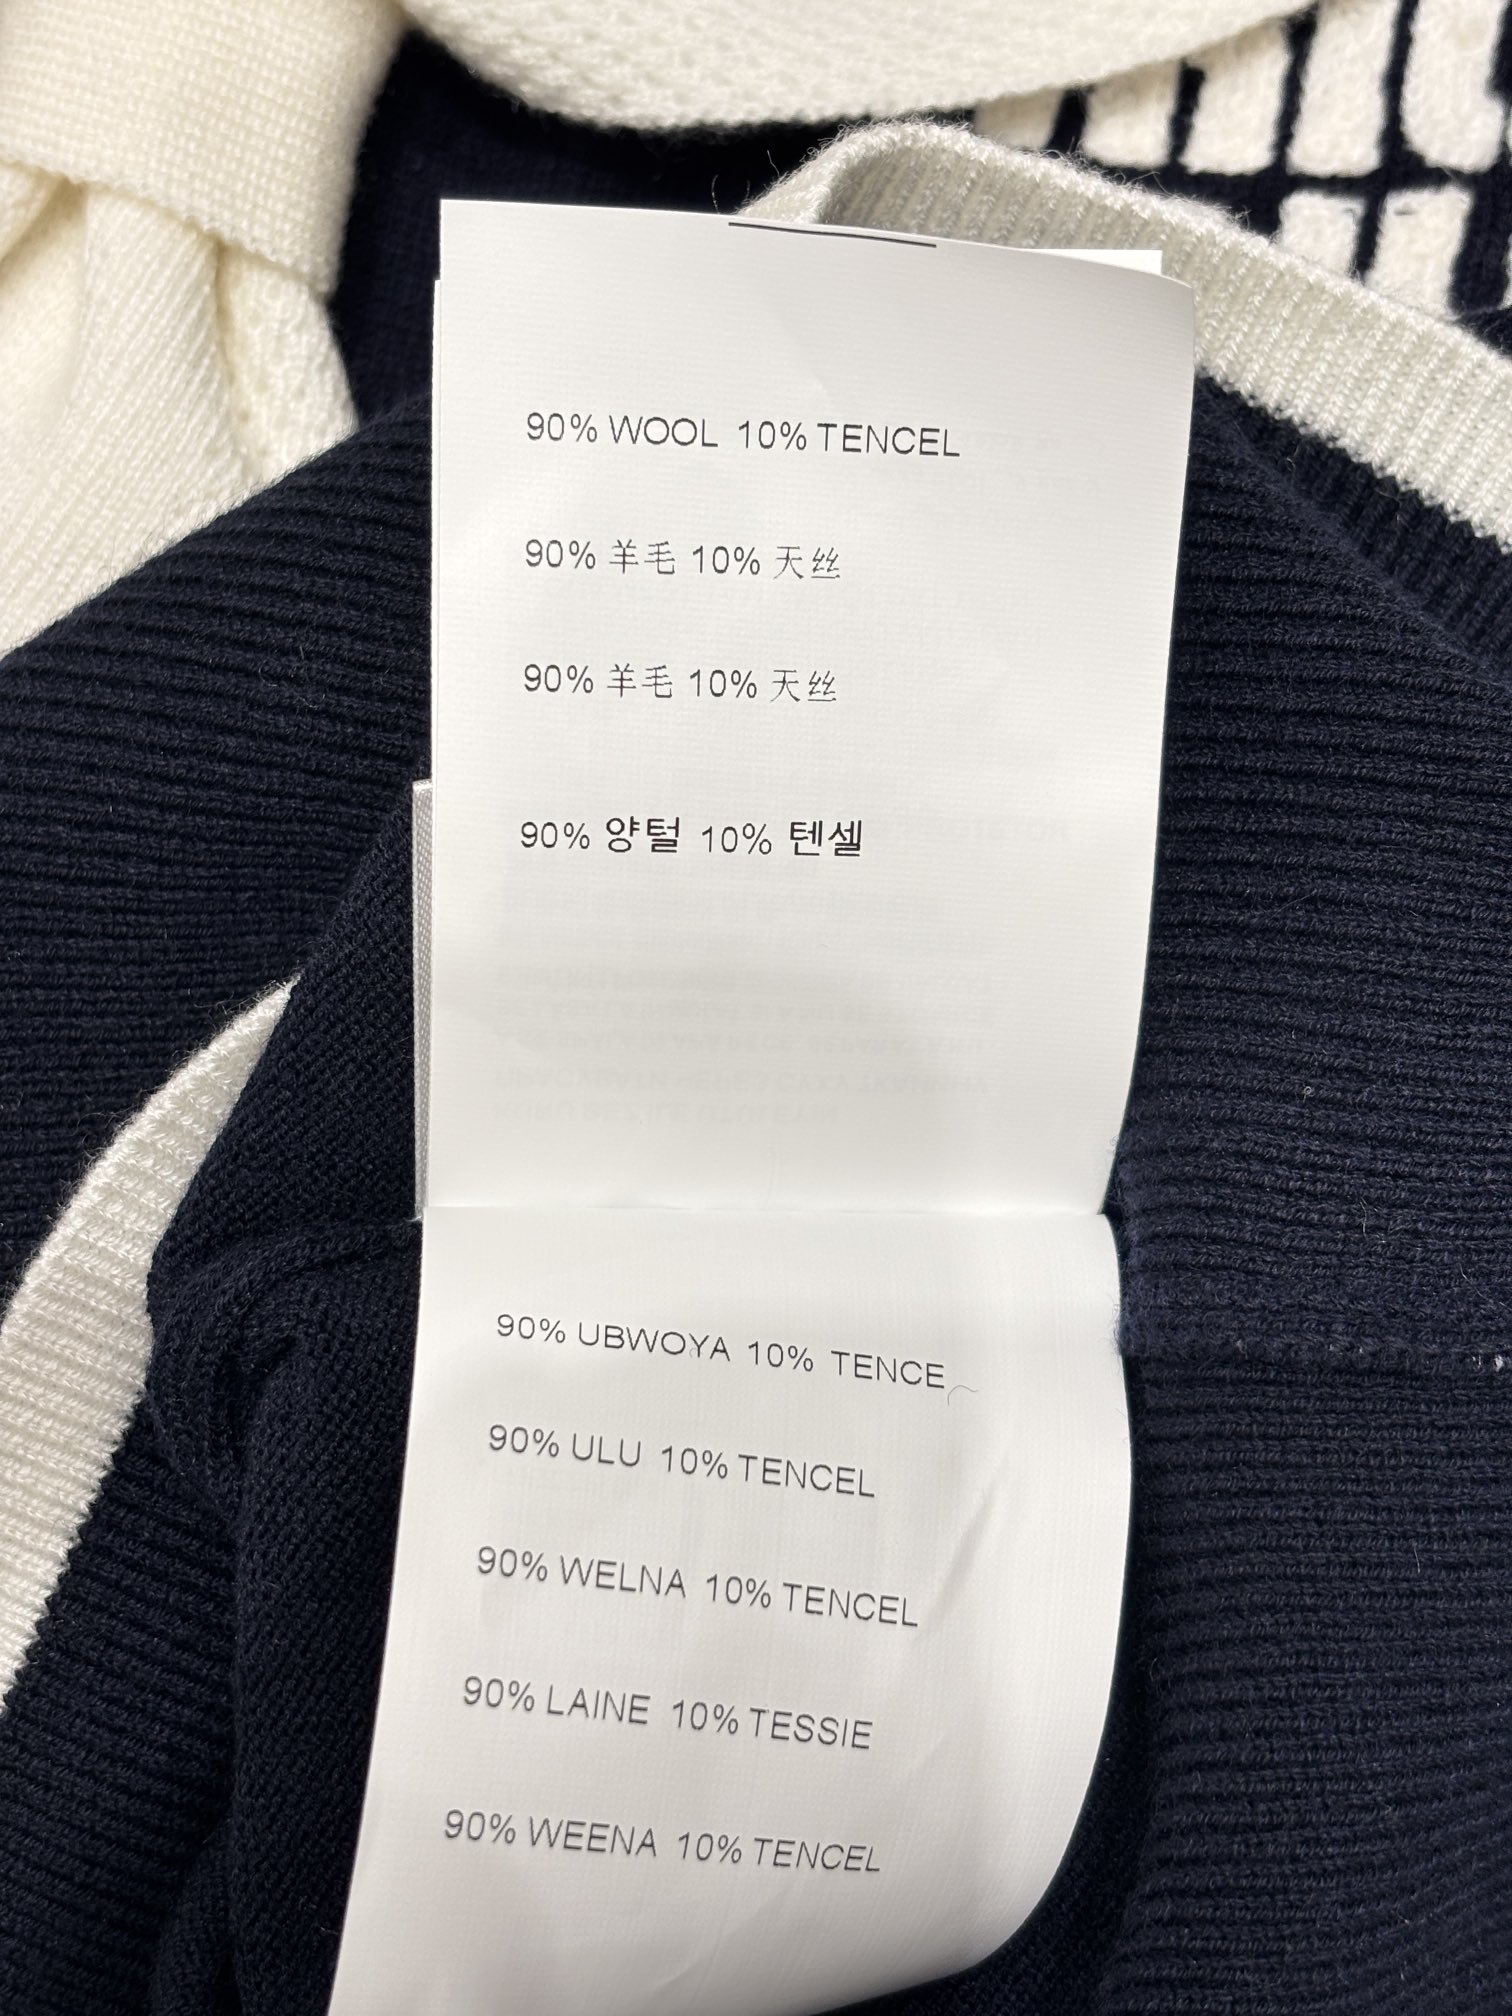 90% WOOL 10% TENCEL
90% 羊毛 10% 天丝
90% 羊毛 10% 天丝
90% 양털 10% 텐셀
90% UBWOYA 10% TENCE
90% ULU 10% TENCEL
90% WELNA 10% TENCEL
90% LAINE 10% TESSIE
90% WEENA 10% TENCEL